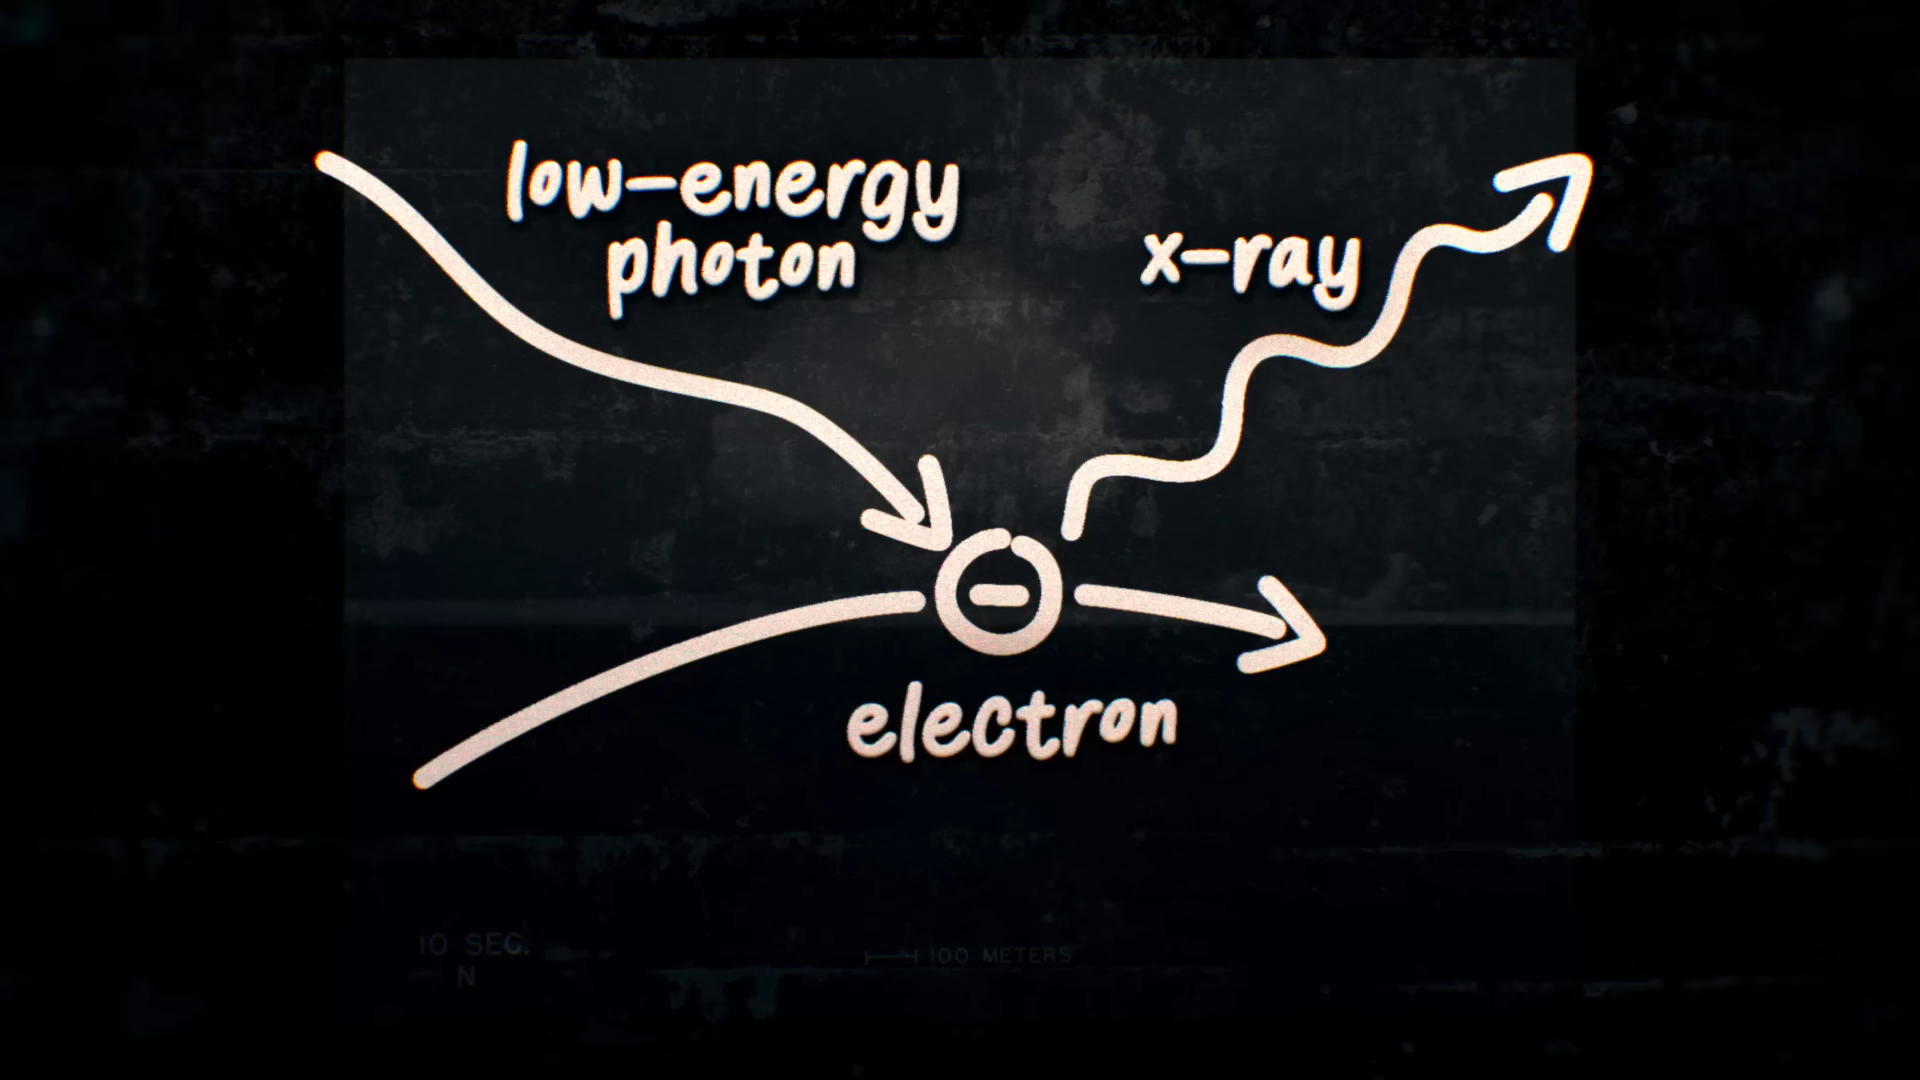 low-energy
photon
x-ray
-
electron
10 SEC.
N
100 METERS